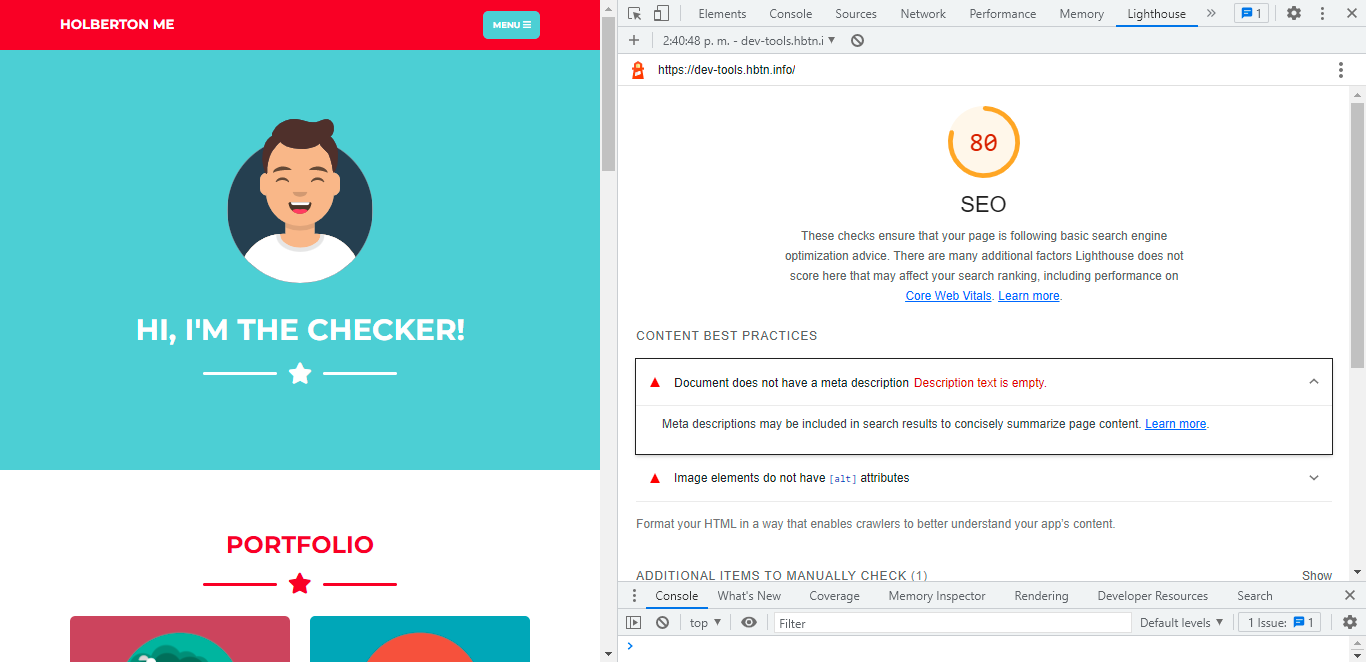 HOLBERTON ME
MENU
HI, I'M THE CHECKER!
PORTFOLIO
Elements Console Sources Network Performance Memory Lighthouse » 1
+ 2:40:48 p. m. - dev-tools.hbtn.i ▼
https://dev-tools.hbtn.info/
80
SEO
These checks ensure that your page is following basic search engine
optimization advice. There are many additional factors Lighthouse does not
score here that may affect your search ranking, including performance on
Core Web Vitals. Learn more.
CONTENT BEST PRACTICES
Document does not have a meta description Description text is empty.
Meta descriptions may be included in search results to concisely summarize page content. Learn more.
Image elements do not have [alt] attributes
Format your HTML in a way that enables crawlers to better understand your app's content.
ADDITIONAL ITEMS TO MANUALLY CHECK (1) Show
Console What's New Coverage Memory Inspector Rendering Developer Resources Search
top ▼ Filter Default levels ▼ 1 Issue: 1